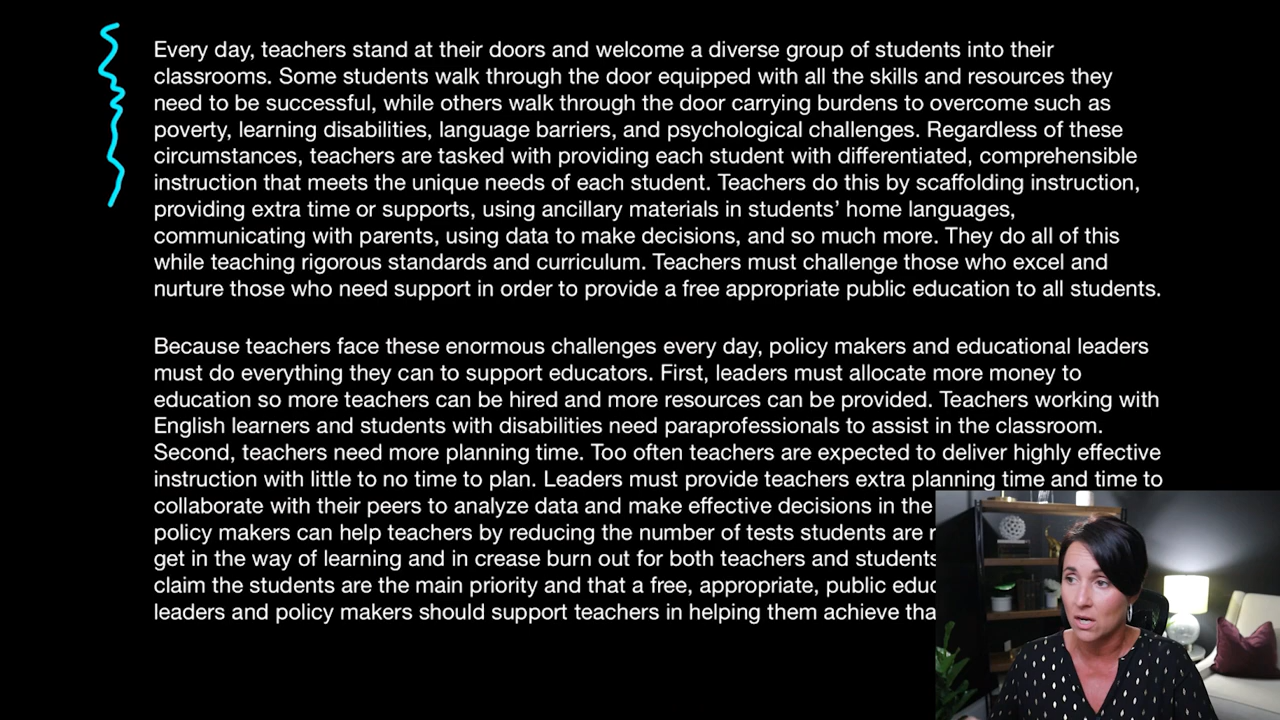 Every day, teachers stand at their doors and welcome a diverse group of students into their
classrooms. Some students walk through the door equipped with all the skills and resources they
need to be successful, while others walk through the door carrying burdens to overcome such as
poverty, learning disabilities, language barriers, and psychological challenges. Regardless of these
circumstances, teachers are tasked with providing each student with differentiated, comprehensible
instruction that meets the unique needs of each student. Teachers do this by scaffolding instruction,
providing extra time or supports, using ancillary materials in students’ home languages,
communicating with parents, using data to make decisions, and so much more. They do all of this
while teaching rigorous standards and curriculum. Teachers must challenge those who excel and
nurture those who need support in order to provide a free appropriate public education to all students.
Because teachers face these enormous challenges every day, policy makers and educational leaders
must do everything they can to support educators. First, leaders must allocate more money to
education so more teachers can be hired and more resources can be provided. Teachers working with
English learners and students with disabilities need paraprofessionals to assist in the classroom.
Second, teachers need more planning time. Too often teachers are expected to deliver highly effective
instruction with little to no time to plan. Leaders must provide teachers extra planning time and time to
collaborate with their peers to analyze data and make effective decisions in the
policy makers can help teachers by reducing the number of tests students are
get in the way of learning and in crease burn out for both teachers and students
claim the students are the main priority and that a free, appropriate, public
leaders and policy makers should support teachers in helping them achieve